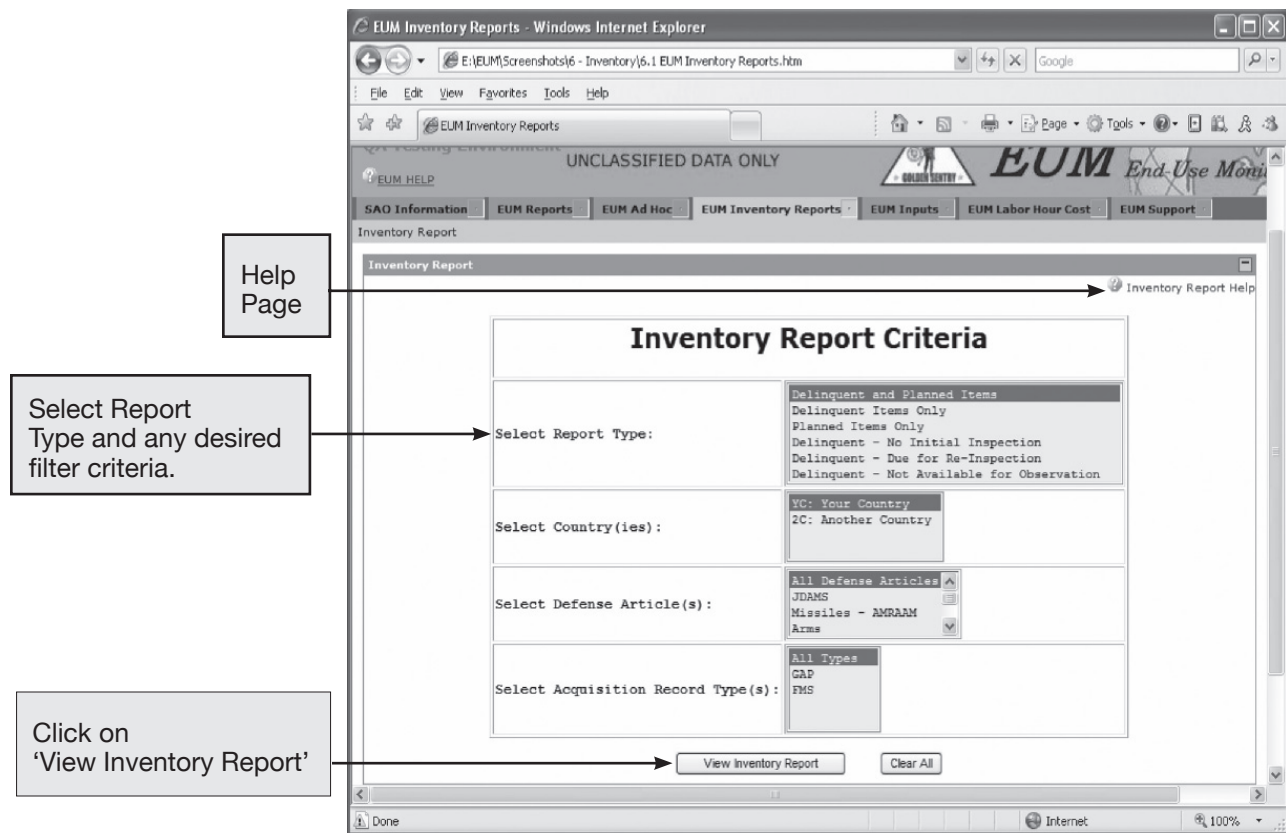 EUM Inventory Reports - Windows Internet Explorer
E:\EUM\Screenshots\6 - Inventory\6.1 EUM Inventory Reports.htm
Google
File Edit View Favorites Tools Help
EUM Inventory Reports
Page Tools
QA Testing Environment
UNCLASSIFIED DATA ONLY
EUM HELP
GOLDEN SENTRY
EUM End-Use Moni
SAO Information EUM Reports EUM Ad Hoc EUM Inventory Reports EUM Inputs EUM Labor Hour Cost EUM Support
Inventory Report
Inventory Report
Help
Page
Inventory Report Help
Inventory Report Criteria
Select Report
Type and any desired
filter criteria.
Select Report Type:
Delinquent and Planned Items
Delinquent Items Only
Planned Items Only
Delinquent - No Initial Inspection
Delinquent - Due for Re-Inspection
Delinquent - Not Available for Observation
Select Country(ies):
YC: Your Country
2C: Another Country
Select Defense Article(s):
All Defense Articles
JDAMS
Missiles - AMRAAM
Arms
Select Acquisition Record Type(s):
All Types
GAP
FMS
Click on
‘View Inventory Report’
View Inventory Report
Clear All
Done
Internet
100%